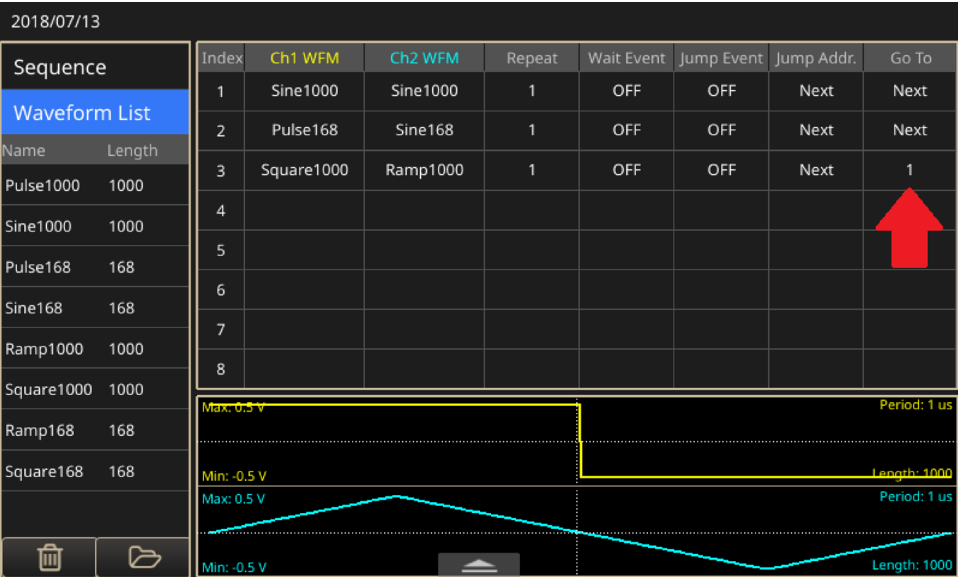 2018/07/13
Sequence
Waveform List
Name Length
Pulse1000 1000
Sine1000 1000
Pulse168 168
Sine168 168
Ramp1000 1000
Square1000 1000
Ramp168 168
Square168 168
Index Ch1 WFM Ch2 WFM Repeat Wait Event Jump Event Jump Addr. Go To
1 Sine1000 Sine1000 1 OFF OFF Next Next
2 Pulse168 Sine168 1 OFF OFF Next Next
3 Square1000 Ramp1000 1 OFF OFF Next 1
4
5
6
7
8
Max: 0.5 V Period: 1 us
Min: -0.5 V Length: 1000
Max: 0.5 V Period: 1 us
Min: -0.5 V Length: 1000